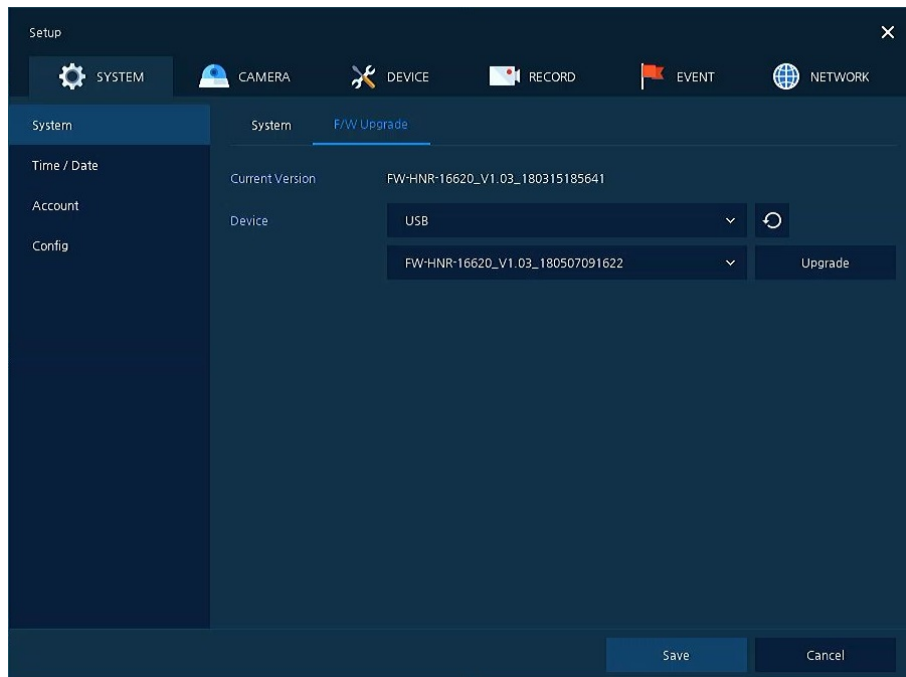 Setup
SYSTEM CAMERA DEVICE RECORD EVENT NETWORK
System
Time / Date
Account
Config
System F/W Upgrade
Current Version FW-HNR-16620_V1.03_180315185641
Device USB
FW-HNR-16620_V1.03_180507091622 Upgrade
Save Cancel